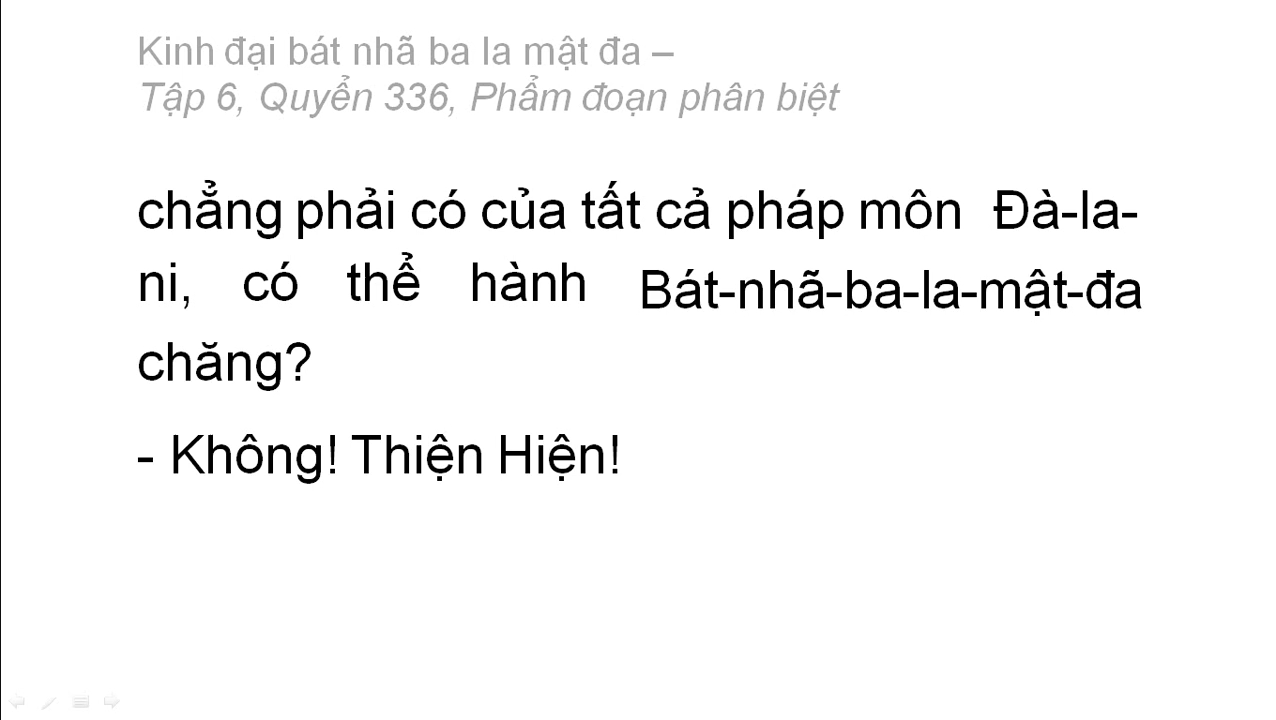 Kinh đại bát nhã ba la mật đa –
Tập 6, Quyển 336, Phẩm đoạn phân biệt
chẳng phải có của tất cả pháp môn Đà-la-
ni, có thể hành Bát-nhã-ba-la-mật-đa
chăng?
- Không! Thiện Hiện!